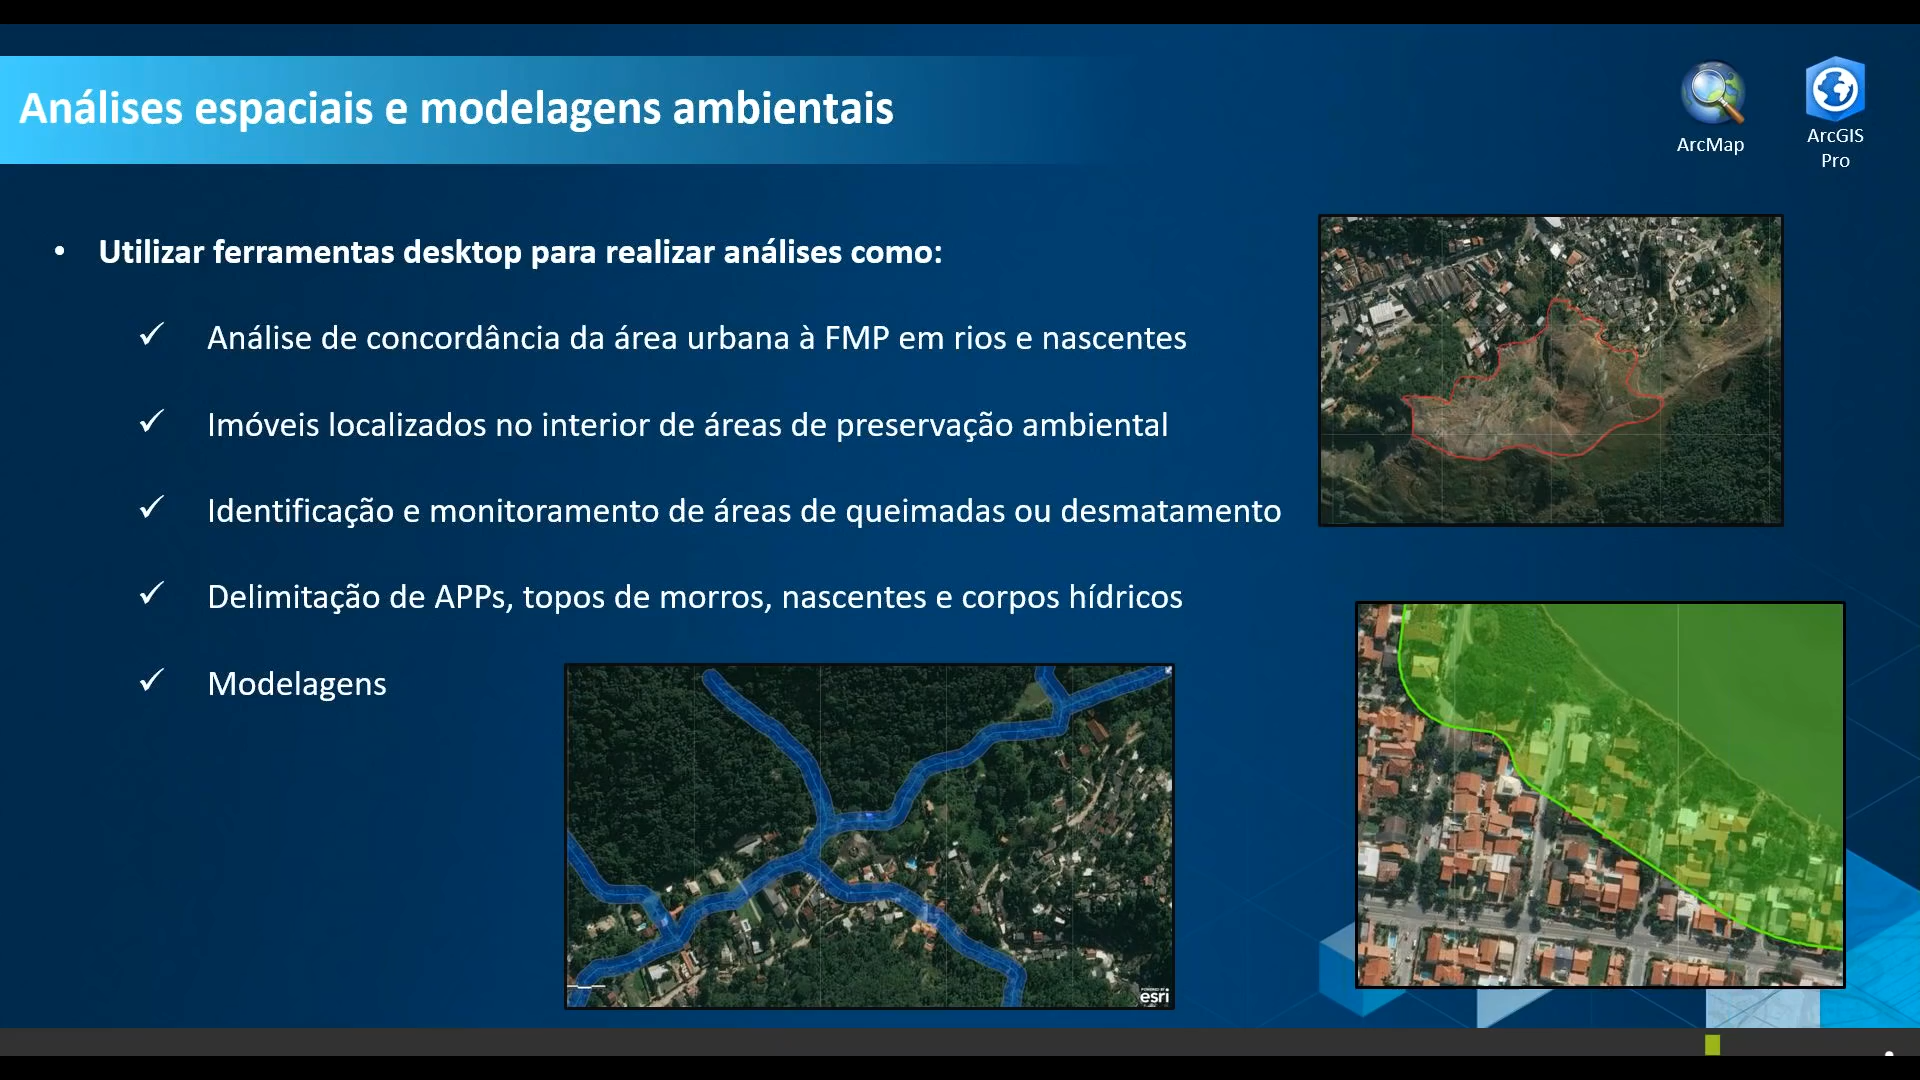 Análises espaciais e modelagens ambientais
ArcMap
ArcGIS
Pro
• Utilizar ferramentas desktop para realizar análises como:
✓ Análise de concordância da área urbana à FMP em rios e nascentes
✓ Imóveis localizados no interior de áreas de preservação ambiental
✓ Identificação e monitoramento de áreas de queimadas ou desmatamento
✓ Delimitação de APPs, topos de morros, nascentes e corpos hídricos
✓ Modelagens
POWERED BY
esri